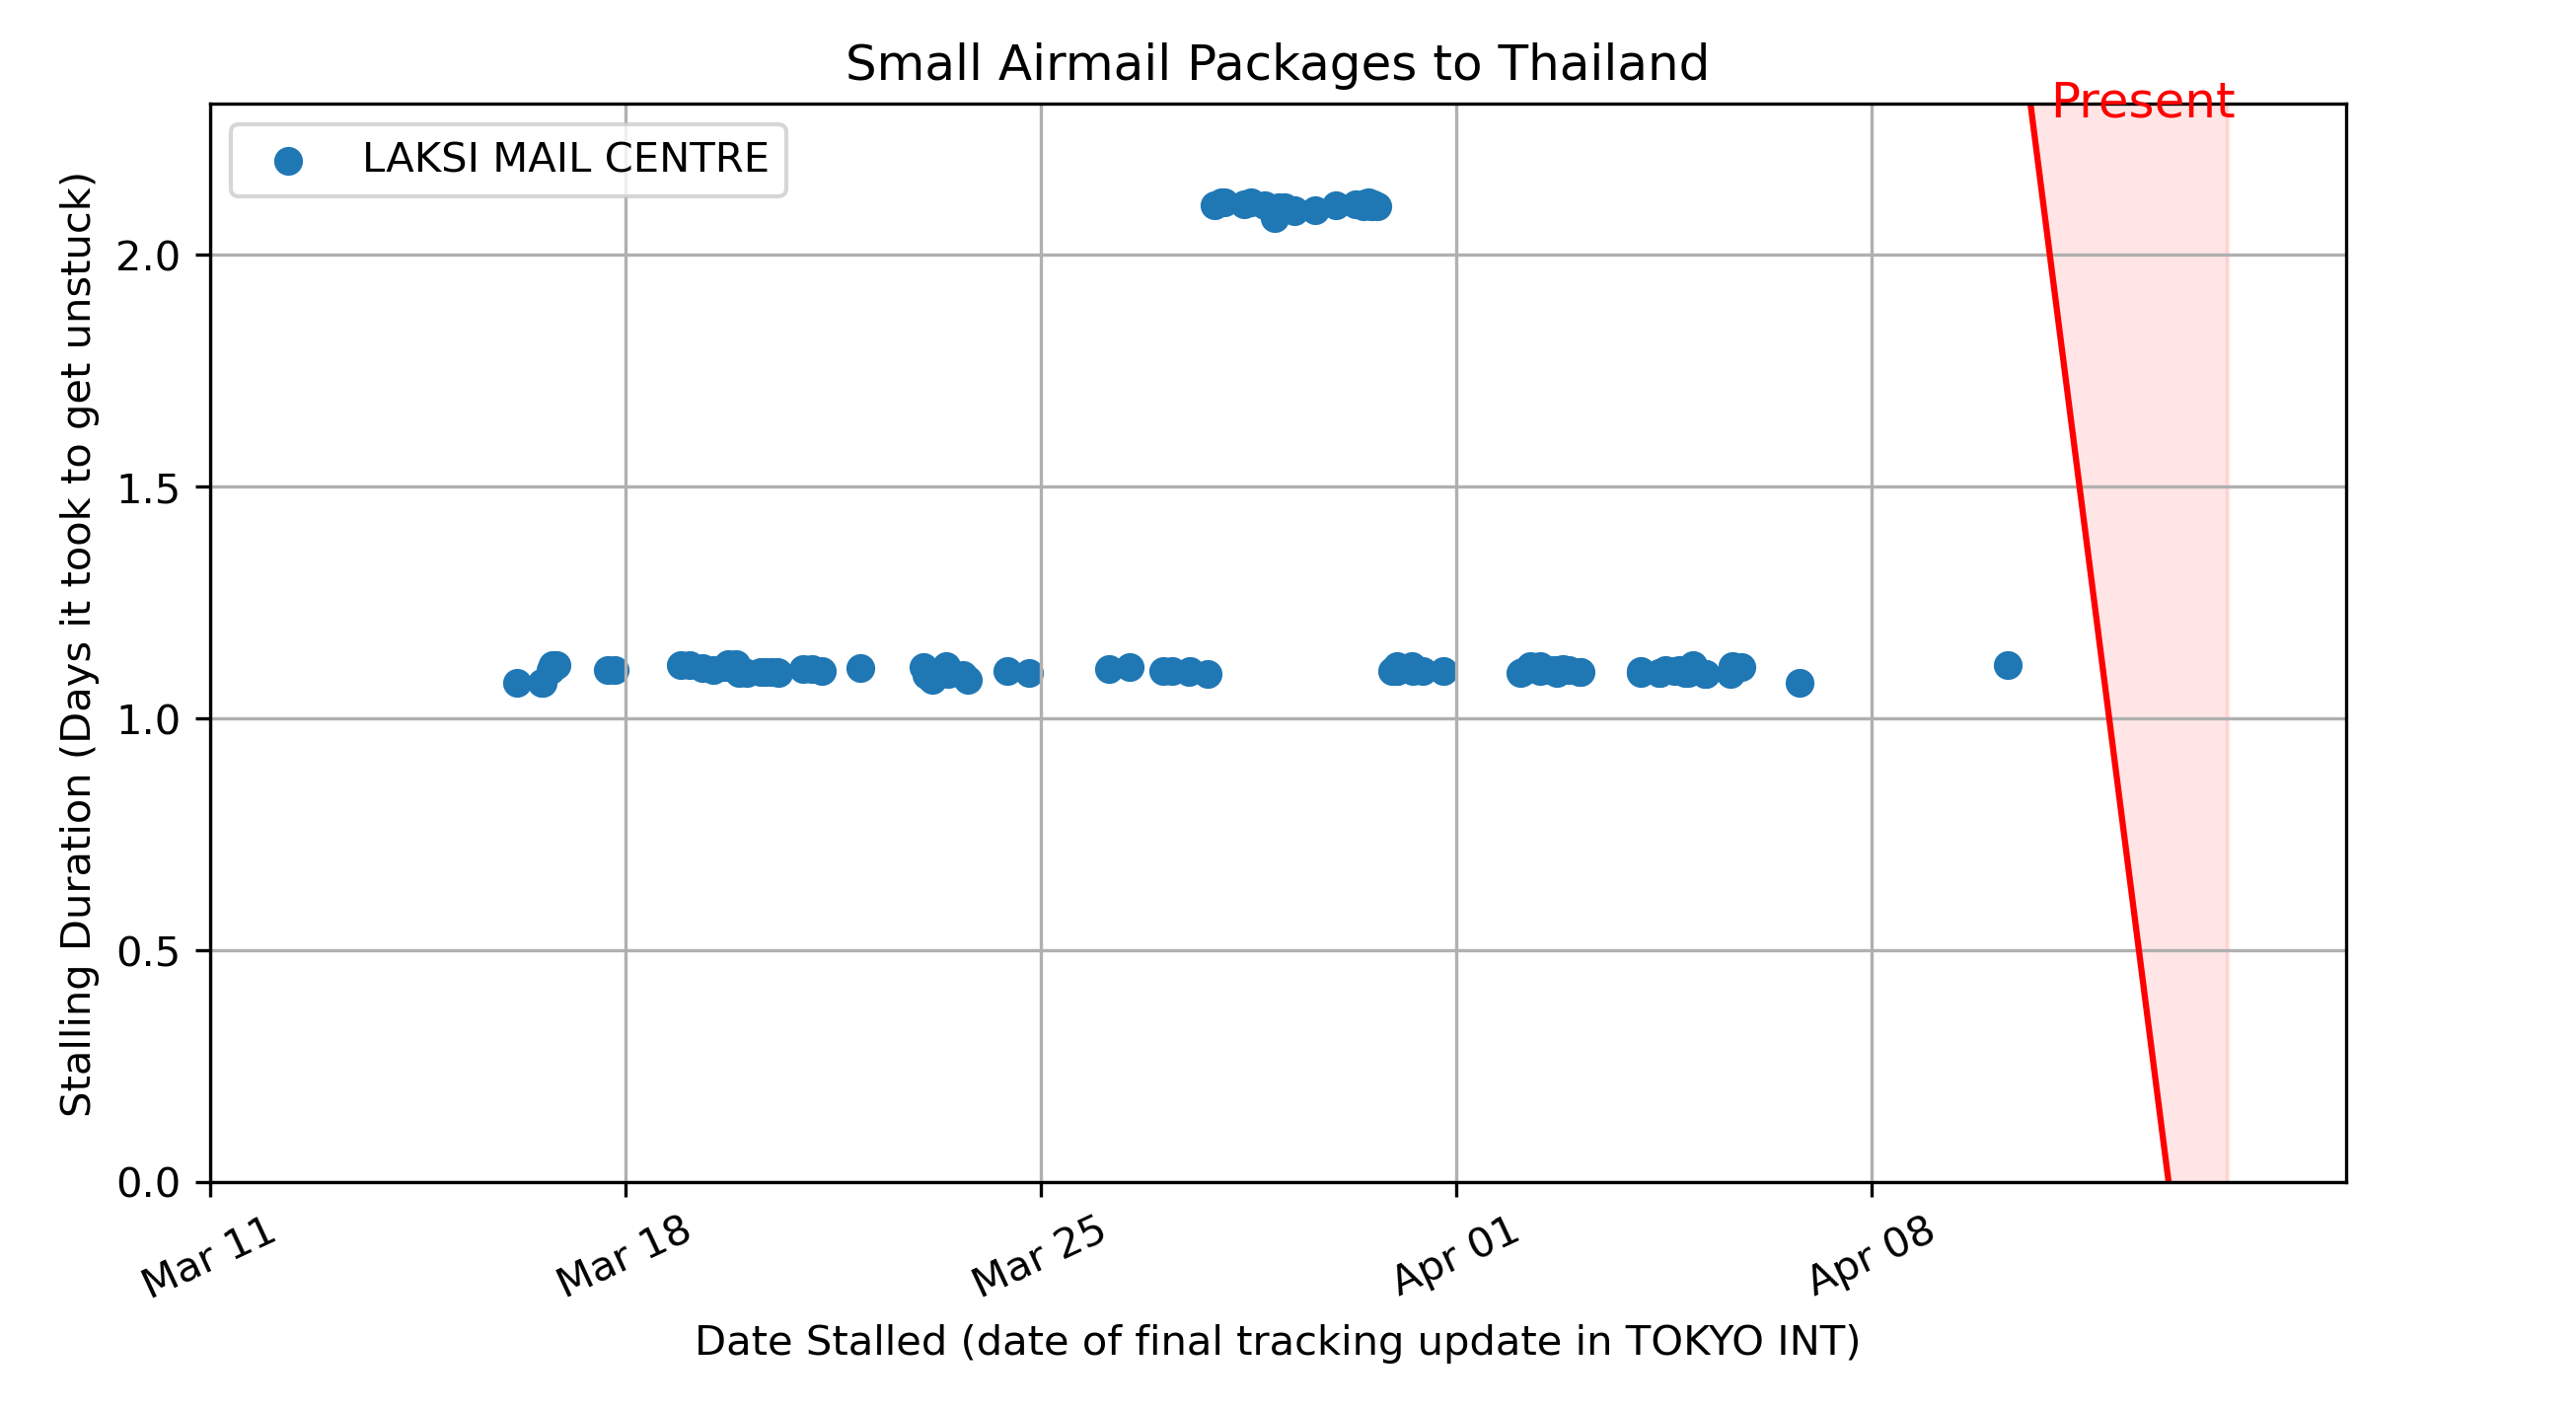 Small Airmail Packages to Thailand
Present
LAKSI MAIL CENTRE
Stalling Duration (Days it took to get unstuck)
2.0
1.5
1.0
0.5
0.0
Mar 11
Mar 18
Mar 25
Apr 01
Apr 08
Date Stalled (date of final tracking update in TOKYO INT)